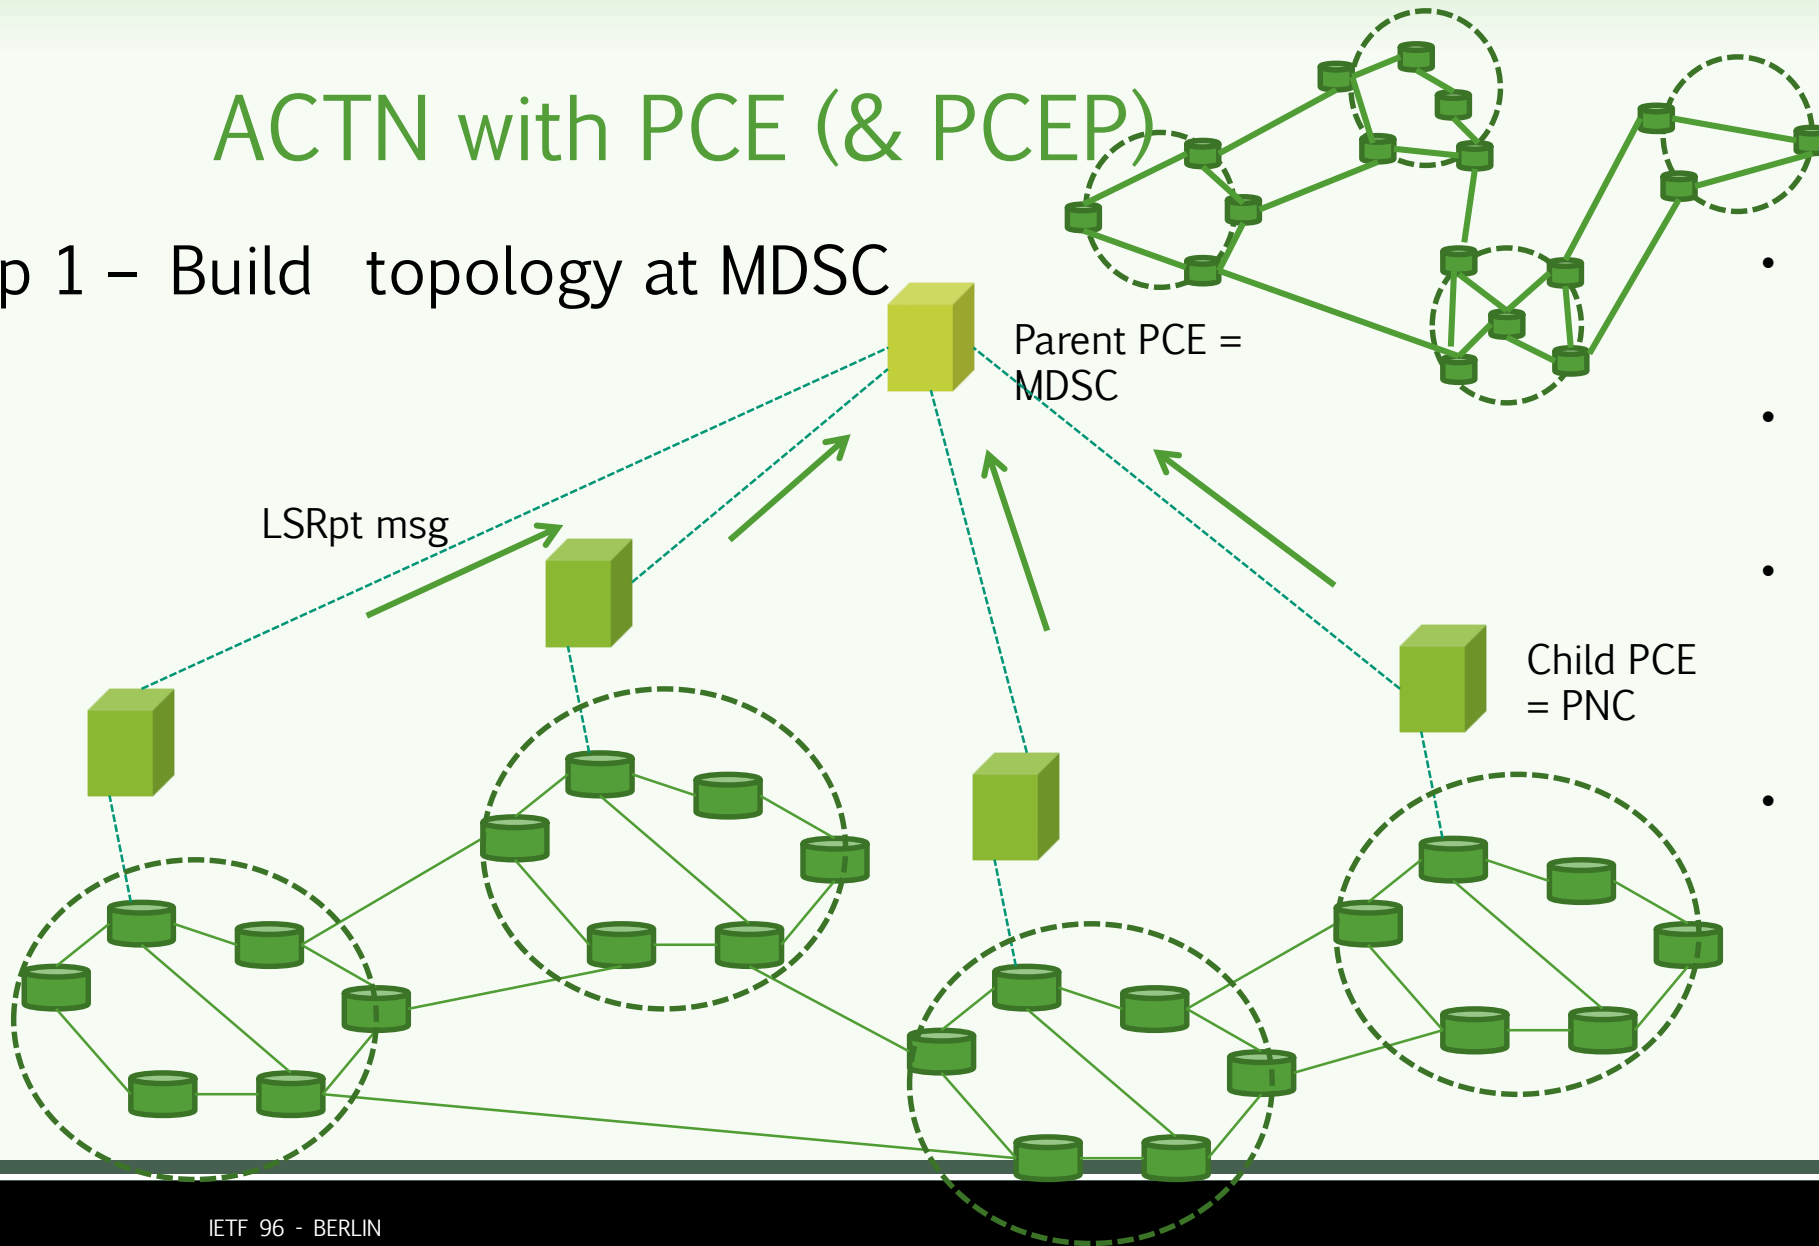 ACTN with PCE (& PCEP)
p 1 – Build topology at MDSC
Parent PCE =
MDSC
LSRpt msg
Child PCE
= PNC
IETF 96 - BERLIN